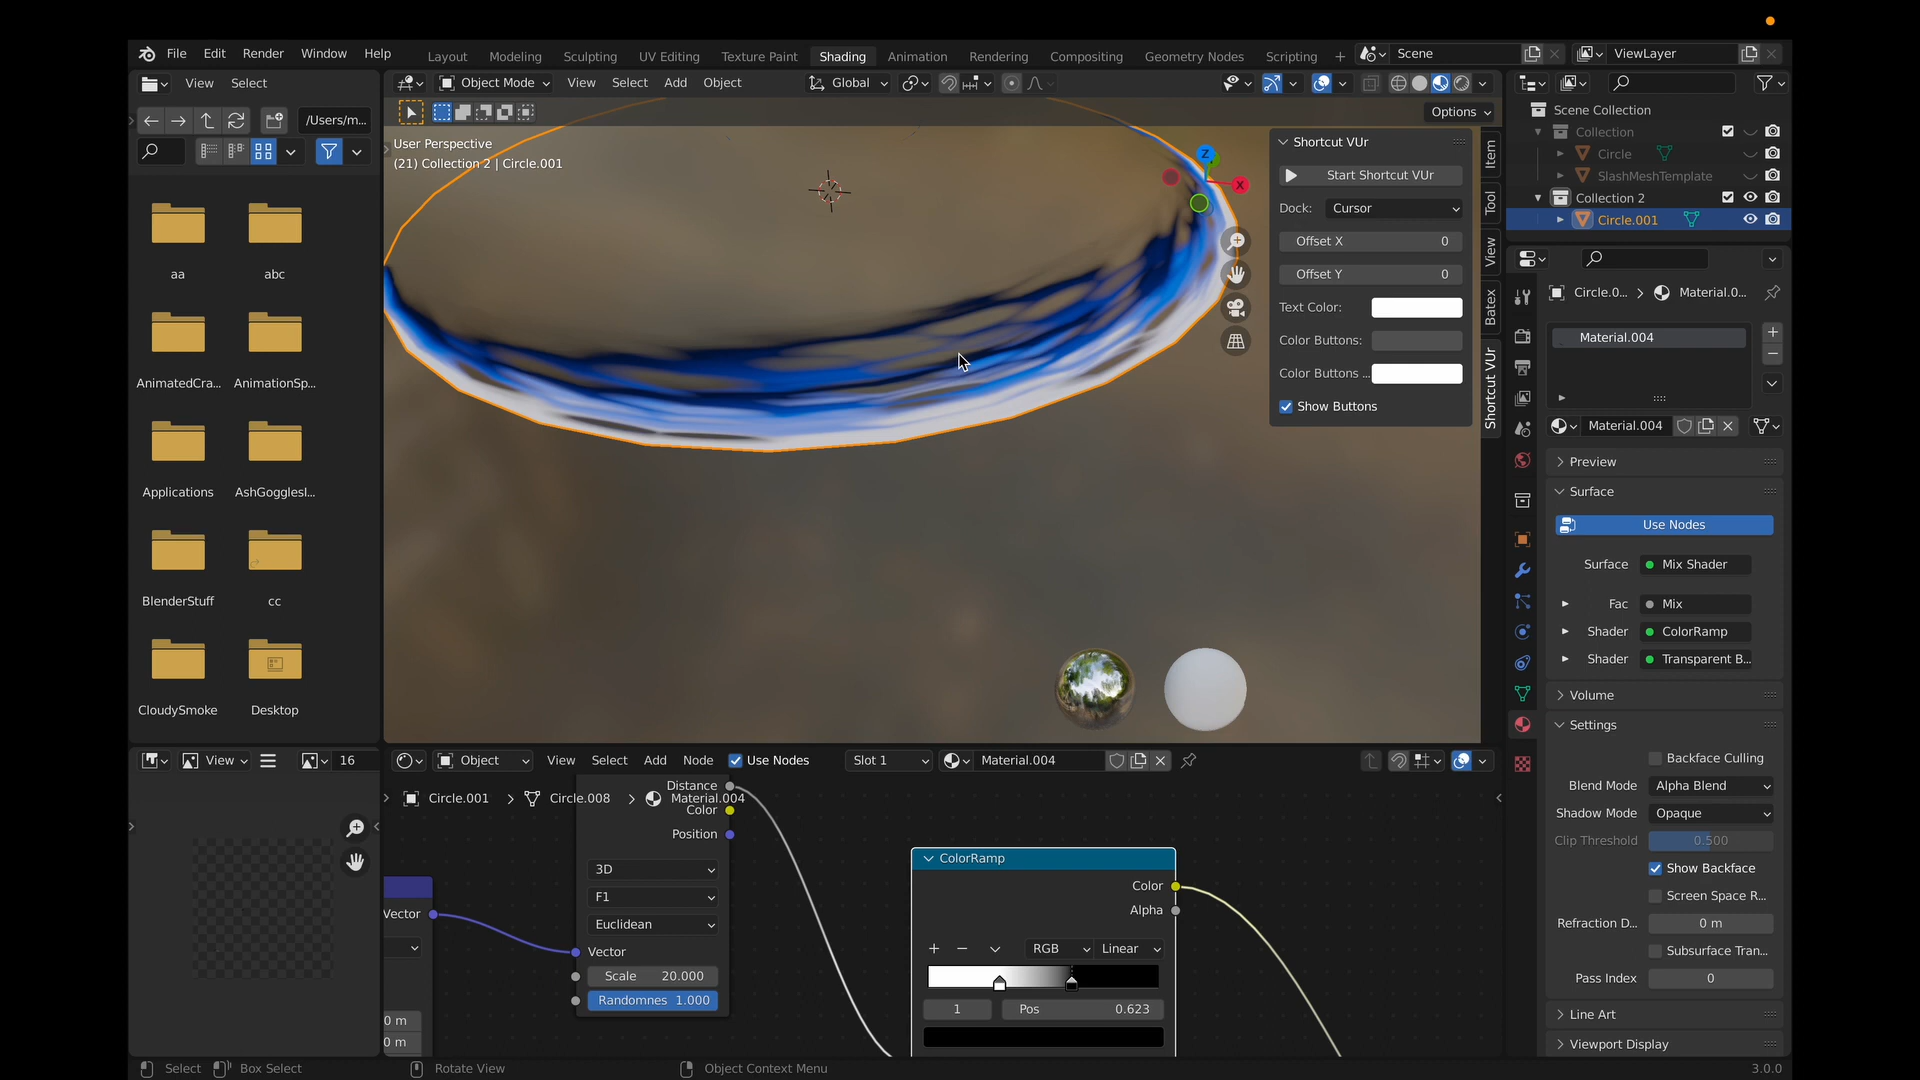 File Edit Render Window Help
Layout Modeling Sculpting UV Editing Texture Paint Shading Animation Rendering Compositing Geometry Nodes Scripting +
Scene
ViewLayer
View Select
/Users/m...
aa
abc
AnimatedCra...
AnimationSp...
Applications
AshGogglesI...
BlenderStuff
cc
CloudySmoke
Desktop
Object Mode View Select Add Object
Global
Options
User Perspective
(21) Collection 2 | Circle.001
Z
X
Shortcut VUr
Start Shortcut VUr
Dock: Cursor
Offset X 0
Offset Y 0
Text Color:
Color Buttons:
Color Buttons ...
Show Buttons
Item
Tool
View
Batex
Shortcut VUr
Scene Collection
Collection
Circle
SlashMeshTemplate
Collection 2
Circle.001
Circle.0... Material.0...
Material.004
Material.004
Preview
Surface
Use Nodes
Surface Mix Shader
Fac Mix
Shader ColorRamp
Shader Transparent B...
Volume
Settings
Backface Culling
Blend Mode Alpha Blend
Shadow Mode Opaque
Clip Threshold 0.500
Show Backface
Screen Space R...
Refraction D... 0 m
Subsurface Tran...
Pass Index 0
Line Art
Viewport Display
View 16
Object View Select Add Node Use Nodes Slot 1 Material.004
Circle.001 Circle.008 Material.004
Distance
Color
Position
3D
F1
Euclidean
Vector
Scale 20.000
Randomnes 1.000
Vector
0 m
0 m
ColorRamp
Color
Alpha
+ − RGB Linear
1 Pos 0.623
Select Box Select Rotate View Object Context Menu 3.0.0